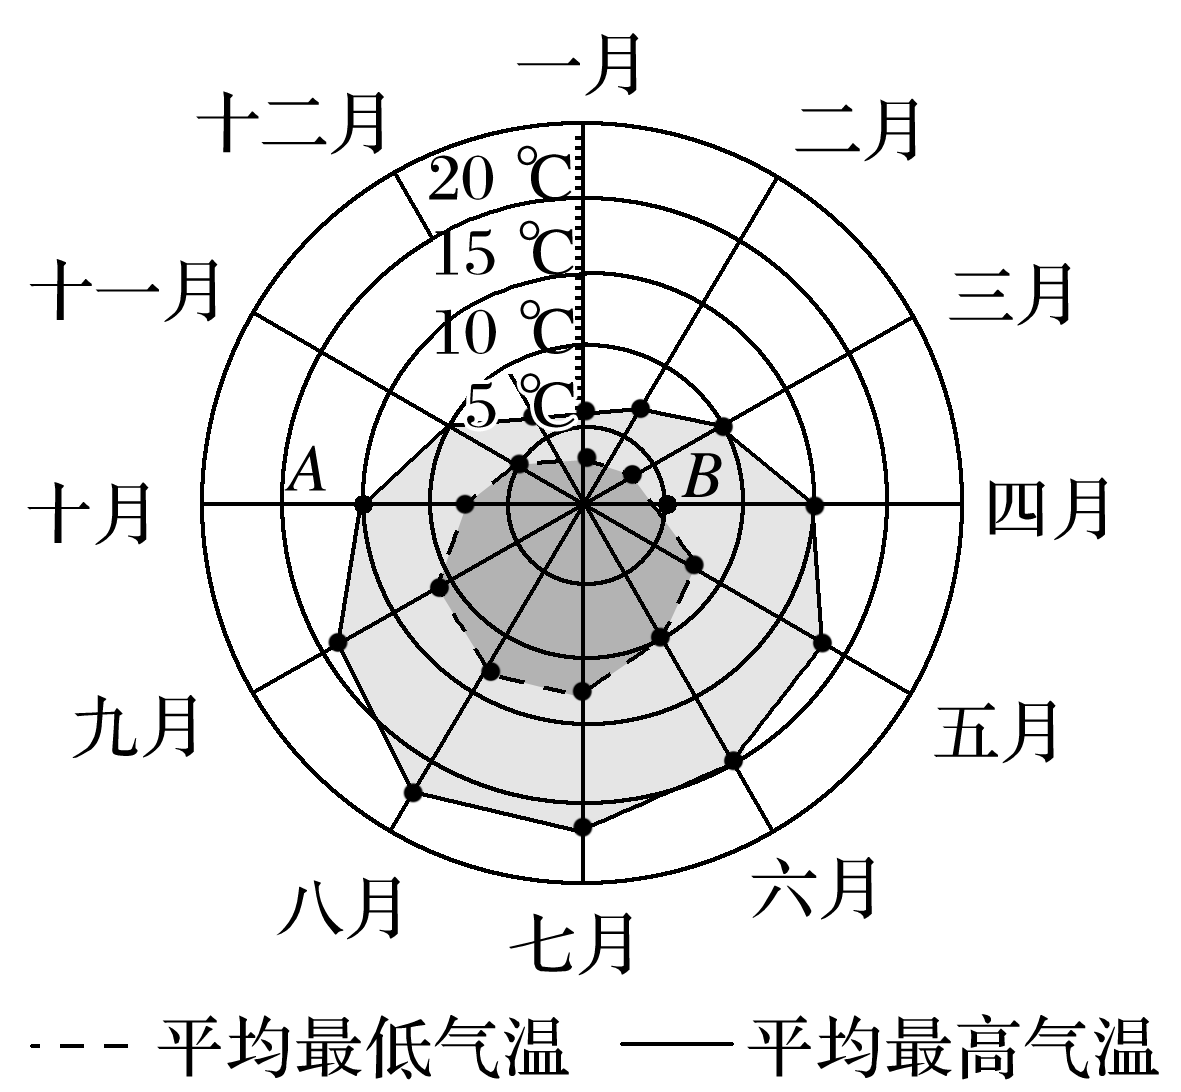 一月
十二月
二月
20 ℃
15 ℃
十一月
三月
10 ℃
5 ℃
A
B
十月
四月
九月
五月
八月
六月
七月
平均最低气温 平均最高气温